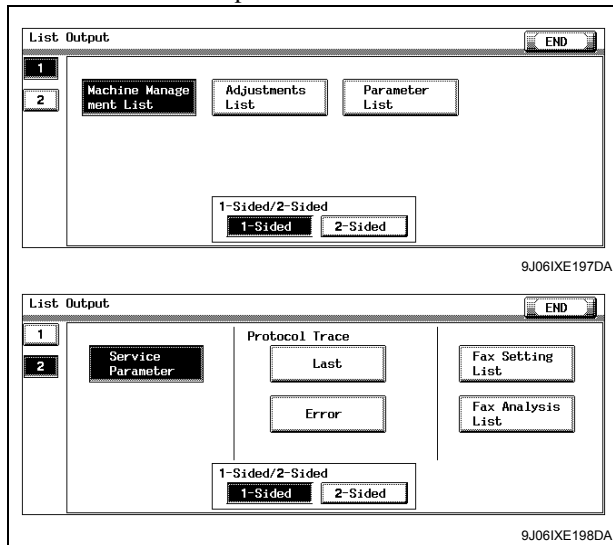 List Output
END
1
2
Machine Manage
ment List
Adjustments
List
Parameter
List
1-Sided/2-Sided
1-Sided 2-Sided
9J06IXE197DA
List Output
END
1
2
Service
Parameter
Protocol Trace
Last
Error
Fax Setting
List
Fax Analysis
List
1-Sided/2-Sided
1-Sided 2-Sided
9J06IXE198DA